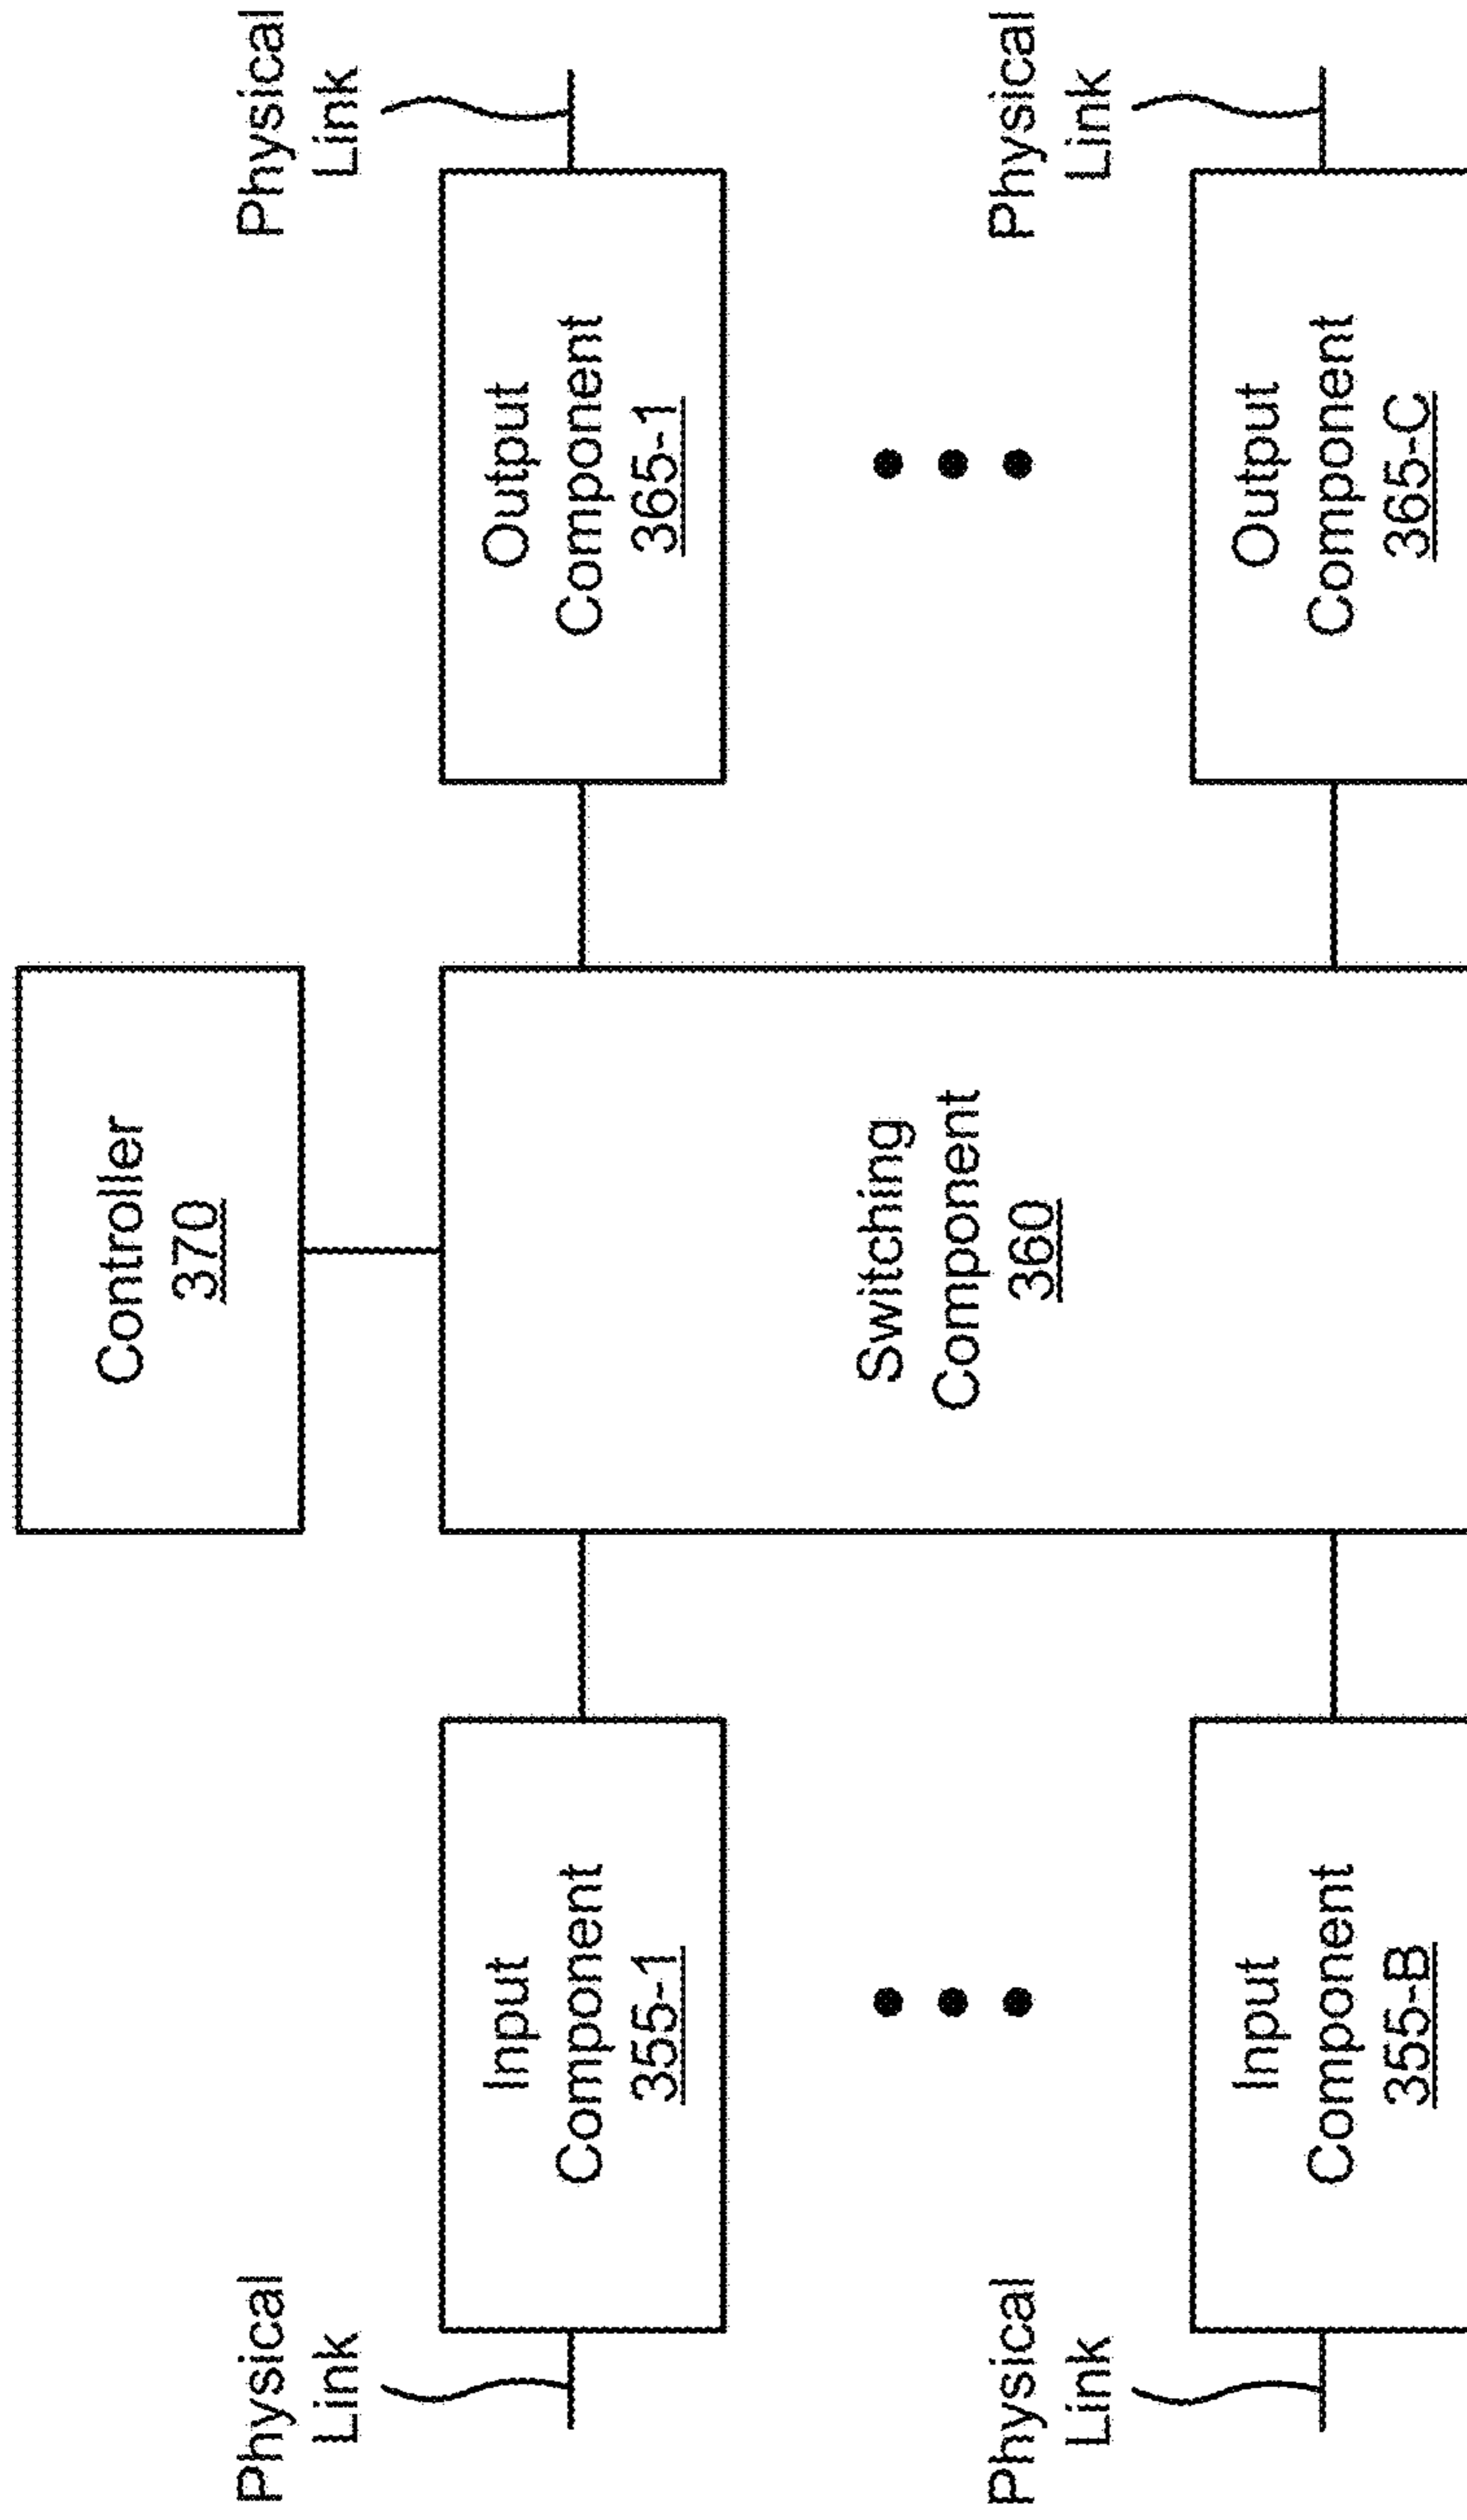 Controller
370
Physical
Link
Input
Component
355-1
Physical
Link
Input
Component
355-B
Switching
Component
360
Physical
Link
Output
Component
365-1
Physical
Link
Output
Component
365-C